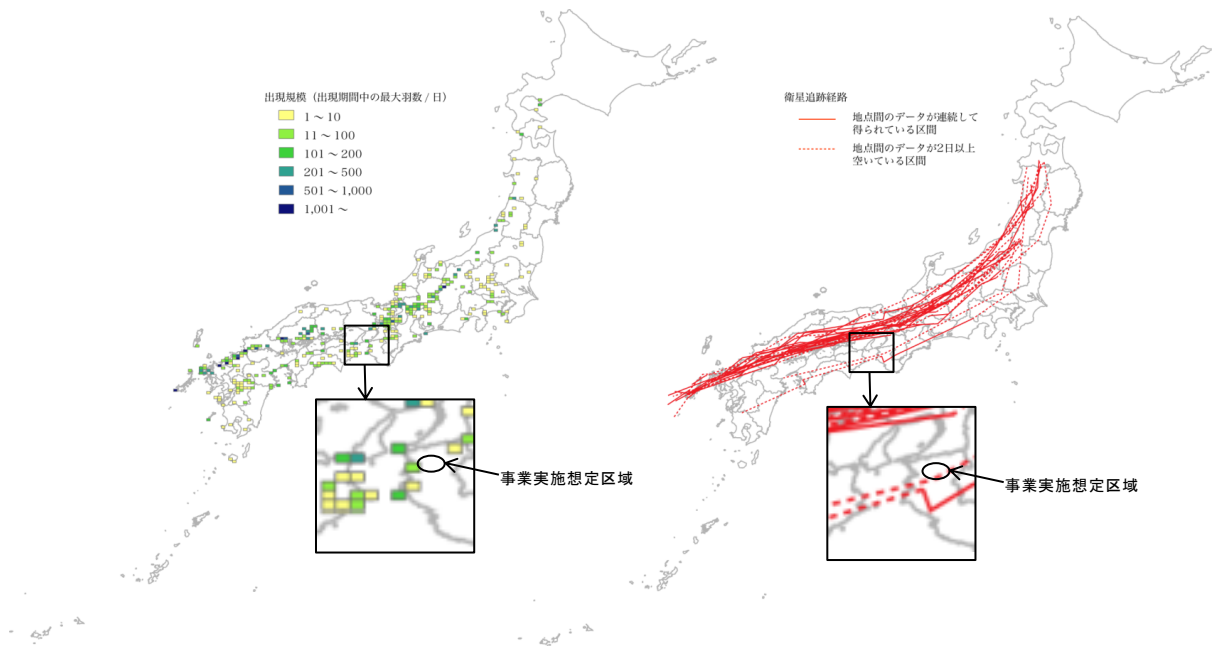 出現規模（出現期間中の最大羽数 / 日）
1～10
11～100
101～200
201～500
501～1,000
1,001～
事業実施想定区域
衛星追跡経路
地点間のデータが連続して
得られている区間
地点間のデータが2日以上
空いている区間
事業実施想定区域